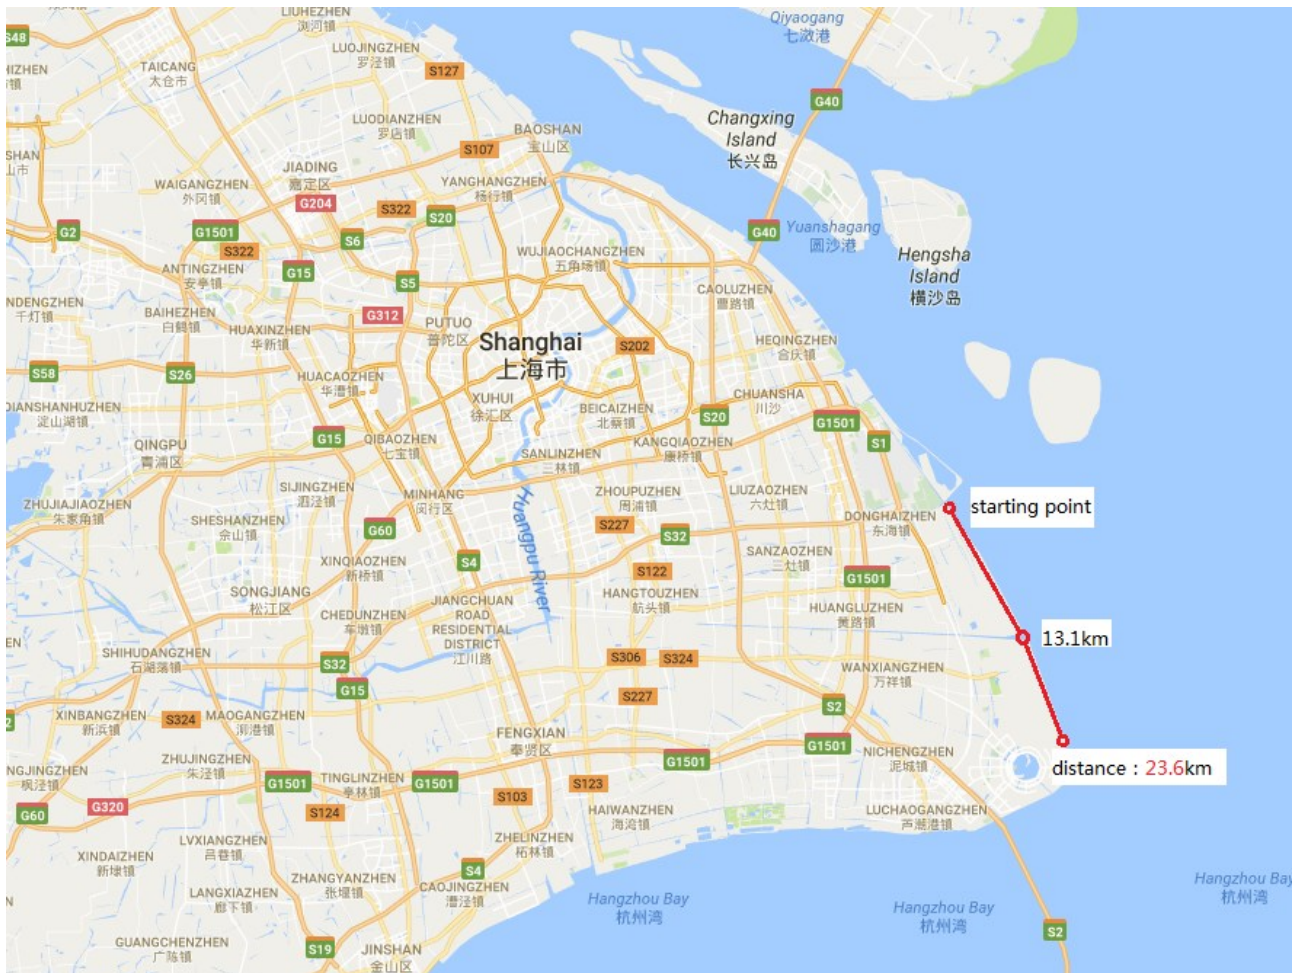 LIUHEZHEN
浏河镇
Qiyaogang
七滧港
S48
LUOJINGZHEN
罗泾镇
TAICANG
太仓市
S127
G40
LUODIANZHEN
罗店镇
Changxing
Island
长兴岛
BAOSHAN
宝山区
S107
JIADING
嘉定区
WAIGANGZHEN
外冈镇
YANGHANGZHEN
杨行镇
G204
S322
S20
G2
G1501
S322
S6
G40
Yuanshagang
圆沙港
WUJIAOCHANGZHEN
五角场镇
Hengsha
Island
横沙岛
ANTINGZHEN
安亭镇
G15
S5
CAOLUZHEN
曹路镇
NDENGZHEN
千灯镇
BAIHEZHEN
白鹤镇
HUAXINZHEN
华新镇
G312
PUTUO
普陀区
Shanghai
上海市
S202
HEQINGZHEN
合庆镇
S58
S26
HUACAOZHEN
华漕镇
XUHUI
徐汇区
BEICAIZHEN
北蔡镇
CHUANSHA
川沙
DIANSHANHUZHEN
淀山湖镇
S20
G1501
S1
QINGPU
青浦区
G15
QIBAOZHEN
七宝镇
SANLINZHEN
三林镇
KANGQIAOZHEN
康桥镇
ZHUJIAJIAOZHEN
朱家角镇
SIJINGZHEN
泗泾镇
MINHANG
闵行区
ZHOUPUZHEN
周浦镇
LIUZAOZHEN
六灶镇
starting point
SHESHANZHEN
佘山镇
G60
Huangpu River
S227
S32
DONGHAIZHEN
东海镇
XINQIAOZHEN
新桥镇
S4
S122
SANZAOZHEN
三灶镇
G1501
SONGJIANG
松江区
CHEDUNZHEN
车墩镇
JIANGCHUAN
ROAD
RESIDENTIAL
DISTRICT
江川路
HANGTOUZHEN
航头镇
HUANGLUZHEN
黄路镇
13.1km
SHIHUDANGZHEN
石湖荡镇
S32
S306
S324
WANXIANGZHEN
万祥镇
G15
S227
S2
XINBANGZHEN
新浜镇
S324
MAOGANGZHEN
泖港镇
FENGXIAN
奉贤区
G1501
G1501
NICHENGZHEN
泥城镇
distance：23.6km
NGJINGZHEN
枫泾镇
ZHUJINGZHEN
朱泾镇
G1501
TINGLINZHEN
亭林镇
G1501
S123
S103
G60
G320
S124
HAIWANZHEN
海湾镇
LUCHAOGANGZHEN
芦潮港镇
LVXIANGZHEN
吕巷镇
ZHELINZHEN
柘林镇
XINDAIZHEN
新埭镇
LANGXIAZHEN
廊下镇
ZHANGYANZHEN
张堰镇
S4
CAOJINGZHEN
漕泾镇
Hangzhou Bay
杭州湾
Hangzhou Bay
杭州湾
Hangzhou Bay
杭州湾
GUANGCHENZHEN
广陈镇
S19
JINSHAN
金山区
S2